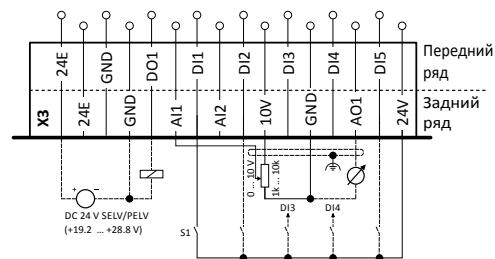 24E GND DO1 DI1 DI2 DI3 DI4 DI5
Передний
ряд
X3 24E GND AI1 AI2 10V GND AO1 24V
Задний
ряд
0 ... 10 V
1k ... 10k
+ −
DC 24 V SELV/PELV
(+19.2 ... +28.8 V)
S1
DI3 DI4